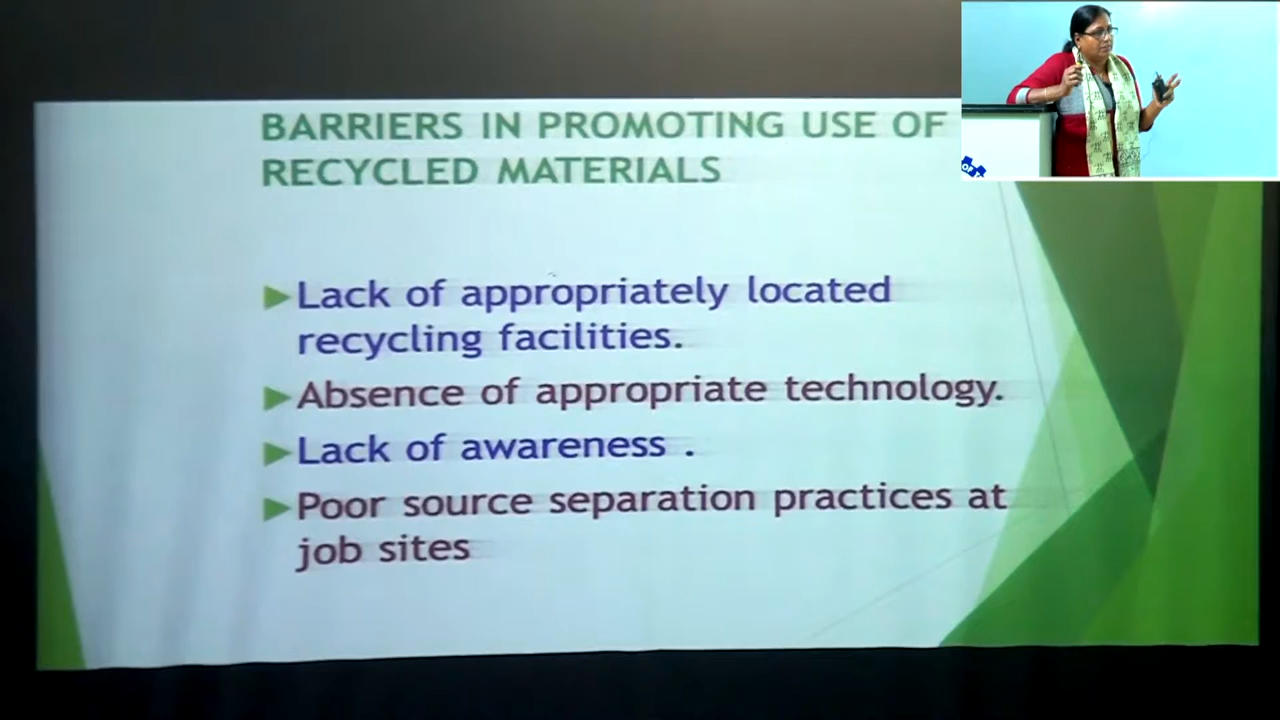 BARRIERS IN PROMOTING USE OF
RECYCLED MATERIALS
Lack of appropriately located
recycling facilities.
Absence of appropriate technology.
Lack of awareness .
Poor source separation practices at
job sites
OF